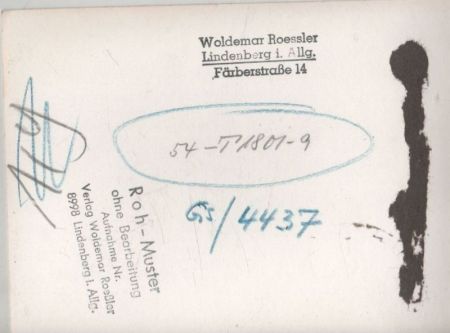 Woldemar Roessler
Lindenberg i. Allg.
Färberstraße 14
54-T1801-9
Gs/4437
Roh-Muster
ohne Bearbeitung
Aufnahme Nr.
Verlag Woldemar Roeßler
8998 Lindenberg i. Allg.